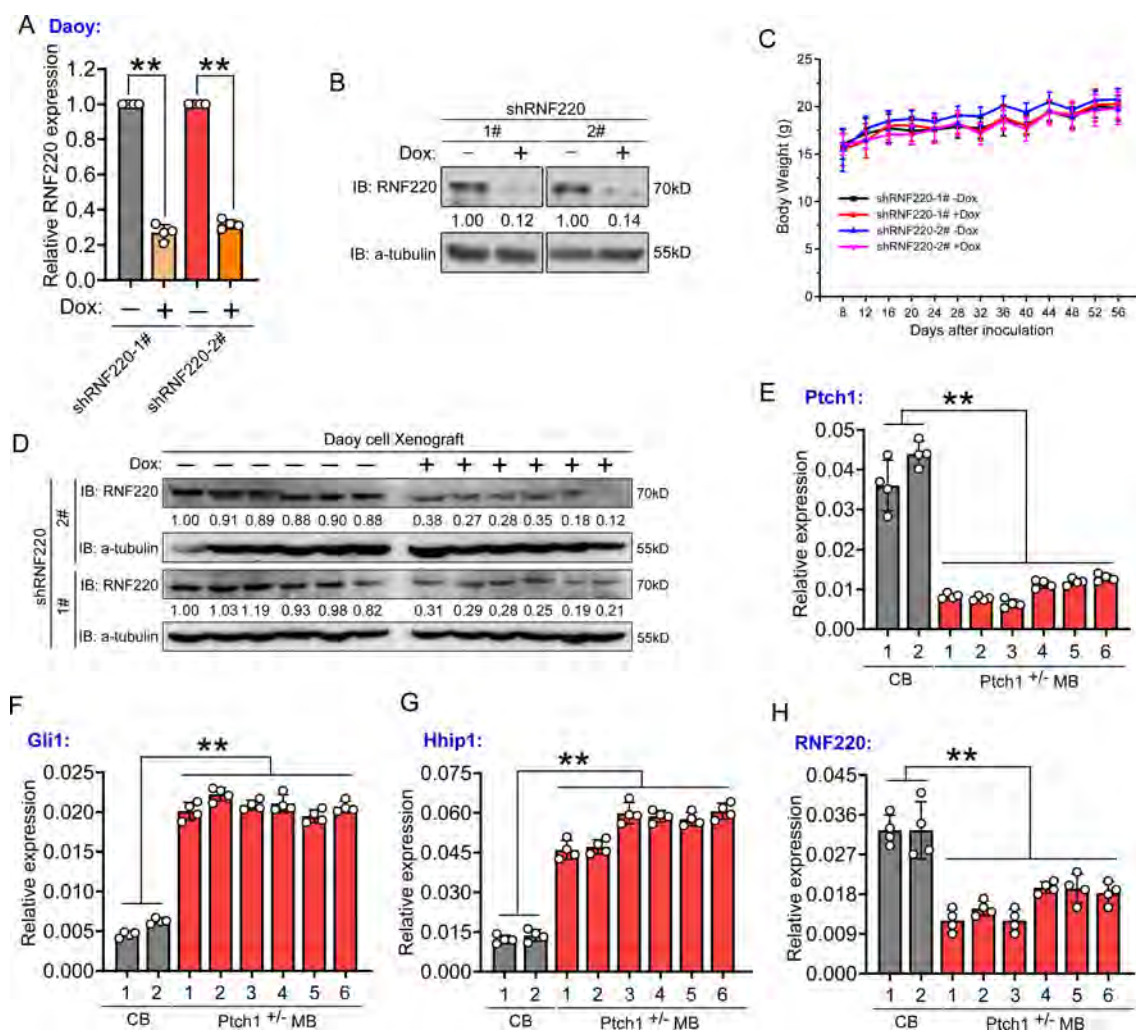 A
Daoy:
Relative RNF220 expression
1.2
1.0
0.8
0.6
0.4
0.2
0.0
** **
Dox: — + — +
shRNF220-1#
shRNF220-2#
B
shRNF220
1# 2#
Dox: — + — +
IB: RNF220 70kD
1.00 0.12 1.00 0.14
IB: a-tubulin 55kD
C
Body Weight (g)
25
20
15
10
5
0
shRNF220-1# -Dox
shRNF220-1# +Dox
shRNF220-2# -Dox
shRNF220-2# +Dox
8 12 16 20 24 28 32 36 40 44 48 52 56
Days after inoculation
D
Daoy cell Xenograft
Dox: — — — — — — + + + + + +
shRNF220
2#
IB: RNF220 70kD
1.00 0.91 0.89 0.88 0.90 0.88 0.38 0.27 0.28 0.35 0.18 0.12
IB: a-tubulin 55kD
1#
IB: RNF220 70kD
1.00 1.03 1.19 0.93 0.98 0.82 0.31 0.29 0.28 0.25 0.19 0.21
IB: a-tubulin 55kD
E
Ptch1:
**
Relative expression
0.05
0.04
0.03
0.02
0.01
0.00
1 2 1 2 3 4 5 6
CB Ptch1 +/- MB
F
Gli1:
**
Relative expression
0.025
0.020
0.015
0.010
0.005
0.000
1 2 1 2 3 4 5 6
CB Ptch1 +/- MB
G
Hhip1:
**
Relative expression
0.075
0.060
0.045
0.030
0.015
0.000
1 2 1 2 3 4 5 6
CB Ptch1 +/- MB
H
RNF220:
**
Relative expression
0.045
0.036
0.027
0.018
0.009
0.000
1 2 1 2 3 4 5 6
CB Ptch1 +/- MB